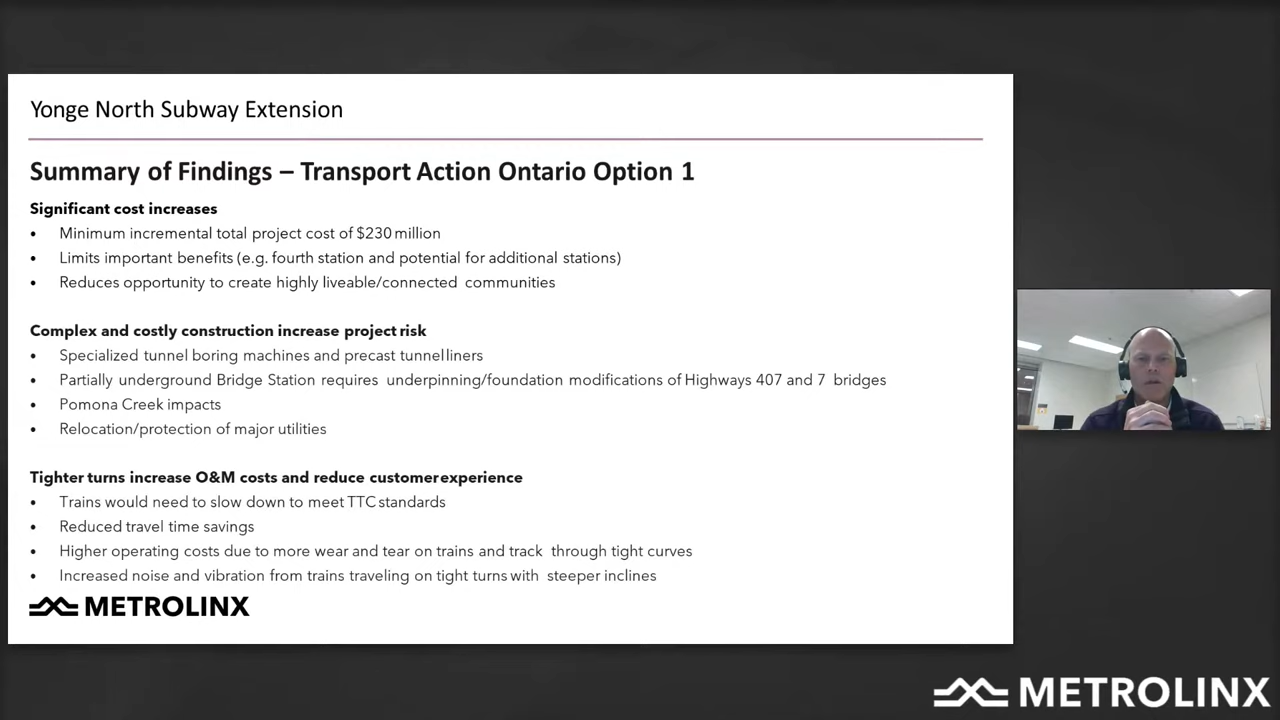 Yonge North Subway Extension
Summary of Findings – Transport Action Ontario Option 1
Significant cost increases
• Minimum incremental total project cost of $230 million
• Limits important benefits (e.g. fourth station and potential for additional stations)
• Reduces opportunity to create highly liveable/connected communities
Complex and costly construction increase project risk
• Specialized tunnel boring machines and precast tunnel liners
• Partially underground Bridge Station requires underpinning/foundation modifications of Highways 407 and 7 bridges
• Pomona Creek impacts
• Relocation/protection of major utilities
Tighter turns increase O&M costs and reduce customer experience
• Trains would need to slow down to meet TTC standards
• Reduced travel time savings
• Higher operating costs due to more wear and tear on trains and track through tight curves
• Increased noise and vibration from trains traveling on tight turns with steeper inclines
METROLINX
METROLINX